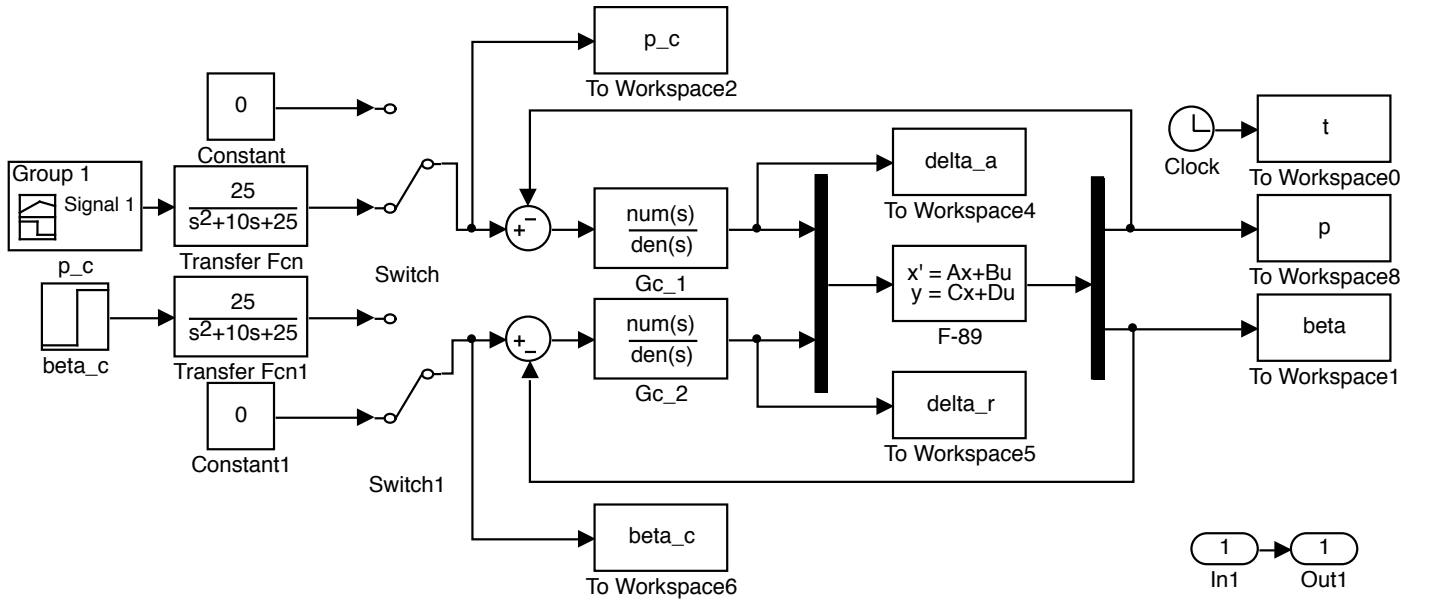 p_c
To Workspace2
0
Constant
Group 1
Signal 1
p_c
25
s2+10s+25
Transfer Fcn
Switch
num(s)
den(s)
Gc_1
delta_a
To Workspace4
Clock
t
To Workspace0
x' = Ax+Bu
y = Cx+Du
F-89
p
To Workspace8
beta_c
25
s2+10s+25
Transfer Fcn1
0
Constant1
Switch1
num(s)
den(s)
Gc_2
delta_r
To Workspace5
beta
To Workspace1
beta_c
To Workspace6
1
In1
1
Out1
+
−
+
−